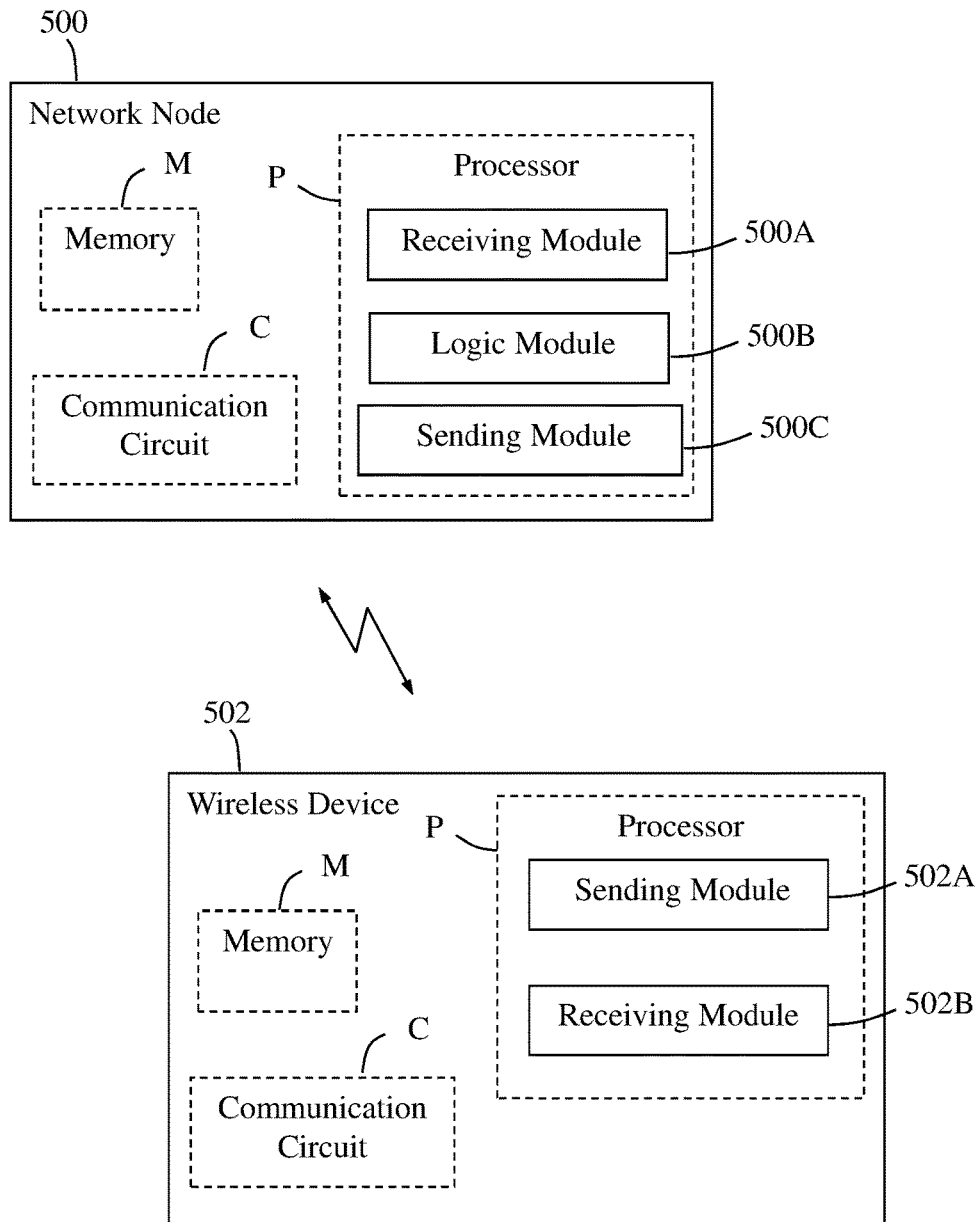 500
Network Node
M
P
Processor
Memory
Receiving Module
500A
C
Logic Module
500B
Communication
Circuit
Sending Module
500C
502
Wireless Device
P
Processor
M
Sending Module
502A
Memory
Receiving Module
502B
C
Communication
Circuit